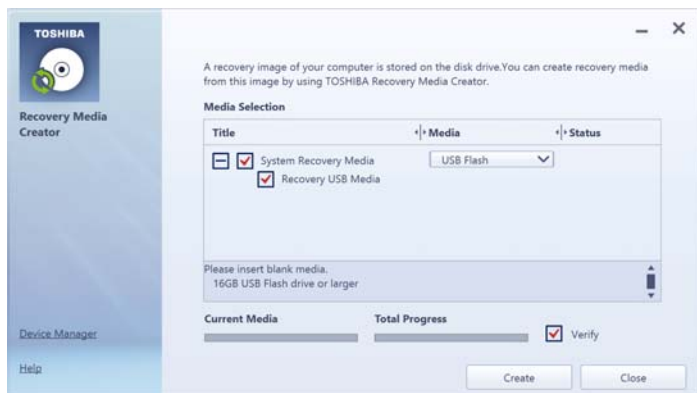 TOSHIBA
Recovery Media
Creator
A recovery image of your computer is stored on the disk drive.You can create recovery media
from this image by using TOSHIBA Recovery Media Creator.
Media Selection
Title Media Status
System Recovery Media USB Flash
Recovery USB Media
Please insert blank media.
16GB USB Flash drive or larger
Current Media Total Progress
Verify
Device Manager
Help
Create Close